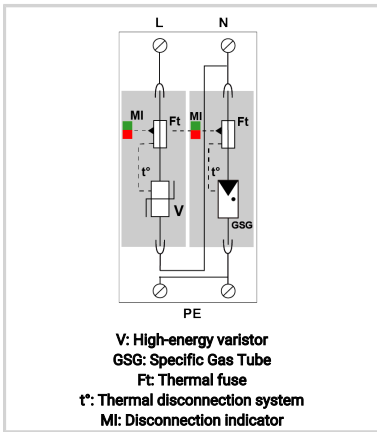 L N
MI Ft MI Ft
t° t°
V GSG
PE
V: High-energy varistor
GSG: Specific Gas Tube
Ft: Thermal fuse
t°: Thermal disconnection system
MI: Disconnection indicator